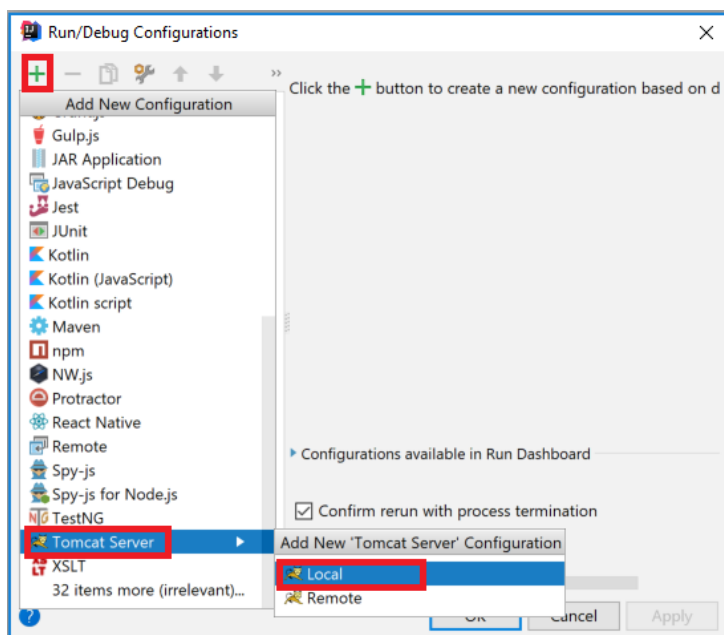 Run/Debug Configurations
Click the + button to create a new configuration based on d
Add New Configuration
Gulp.js
JAR Application
JavaScript Debug
Jest
JUnit
Kotlin
Kotlin (JavaScript)
Kotlin script
Maven
npm
NW.js
Protractor
React Native
Remote
Configurations available in Run Dashboard
Spy-js
Spy-js for Node.js
Confirm rerun with process termination
TestNG
Tomcat Server
Add New 'Tomcat Server' Configuration
XSLT
Local
32 items more (irrelevant)...
Remote
OK
Cancel
Apply